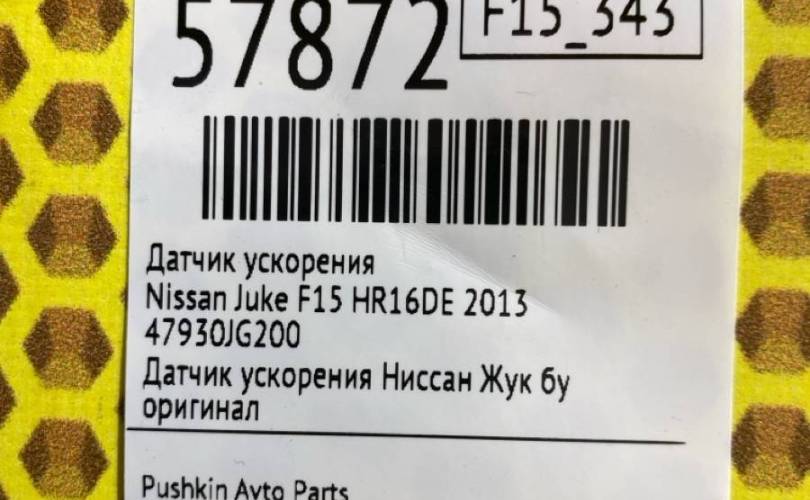 57872
F15_343
Датчик ускорения
Nissan Juke F15 HR16DE 2013
47930JG200
Датчик ускорения Ниссан Жук бу
оригинал
Pushkin Avto Parts